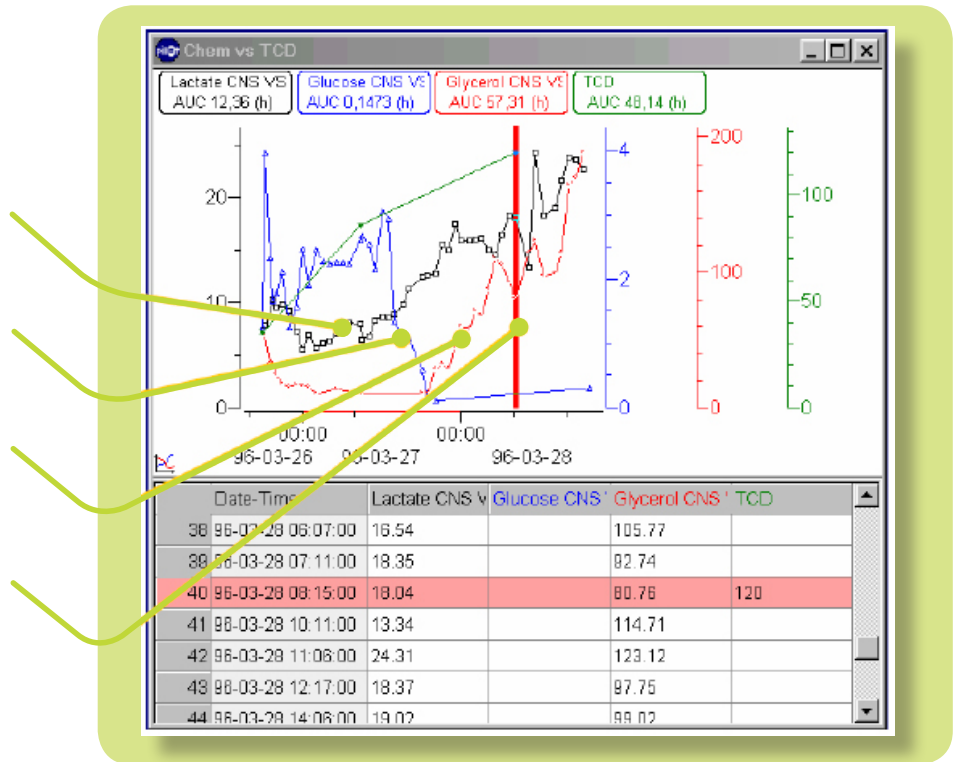 PILOT Chem vs TCD
Lactate CNS VS Glucose CNS VS Glycerol CNS VS TCD
AUC 12,36 (h) AUC 0,1473 (h) AUC 57,31 (h) AUC 48,14 (h)
4 200
20 100
2 100
10 50
0 0 0 0
00:00 00:00
96-03-26 96-03-27 96-03-28
Date-Time Lactate CNS V Glucose CNS Glycerol CNS TCD
38 96-03-28 06:07:00 16.54 105.77
39 96-03-28 07:11:00 18.35 92.74
40 96-03-28 08:15:00 18.04 80.76 120
41 96-03-28 10:11:00 13.34 114.71
42 96-03-28 11:06:00 24.31 123.12
43 96-03-28 12:17:00 18.37 97.75
44 96-03-28 14:06:00 19.02 99.02